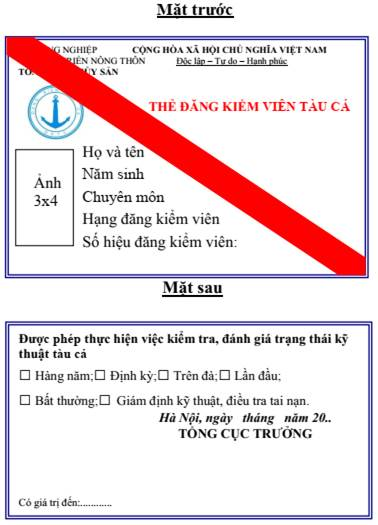 Mặt trước
NG NGHIỆP CỘNG HÒA XÃ HỘI CHỦ NGHĨA VIỆT NAM
RIỂN NÔNG THÔN Độc lập – Tự do – Hạnh phúc
ỦY SẢN
THẺ ĐĂNG KIỂM VIÊN TÀU CÁ
Họ và tên
Năm sinh
Ảnh
3x4
Chuyên môn
Hạng đăng kiểm viên
Số hiệu đăng kiểm viên:
Mặt sau
Được phép thực hiện việc kiểm tra, đánh giá trạng thái kỹ
thuật tàu cá
☐ Hàng năm;☐ Định kỳ;☐ Trên đà;☐ Lần đầu;
☐ Bất thường;☐ Giám định kỹ thuật, điều tra tai nạn.
Hà Nội, ngày tháng năm 20..
TỔNG CỤC TRƯỞNG
Có giá trị đến:............